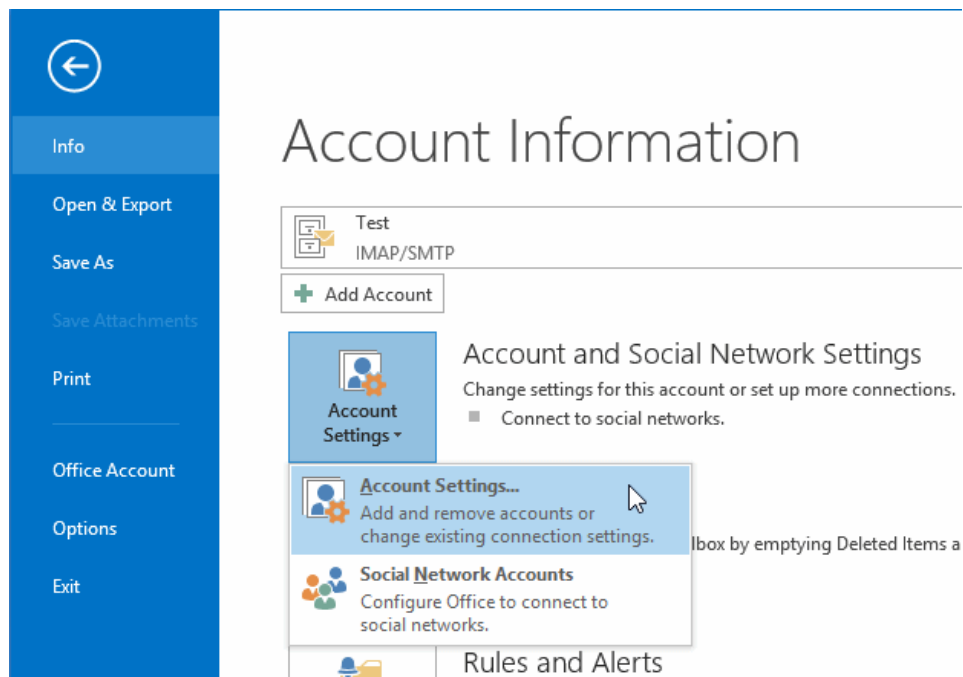 Info
Open & Export
Save As
Save Attachments
Print
Office Account
Options
Exit
Account Information
Test
IMAP/SMTP
Add Account
Account
Settings
Account and Social Network Settings
Change settings for this account or set up more connections.
Connect to social networks.
Account Settings...
Add and remove accounts or
change existing connection settings.
Social Network Accounts
Configure Office to connect to
social networks.
by emptying Deleted Items
Rules and Alerts